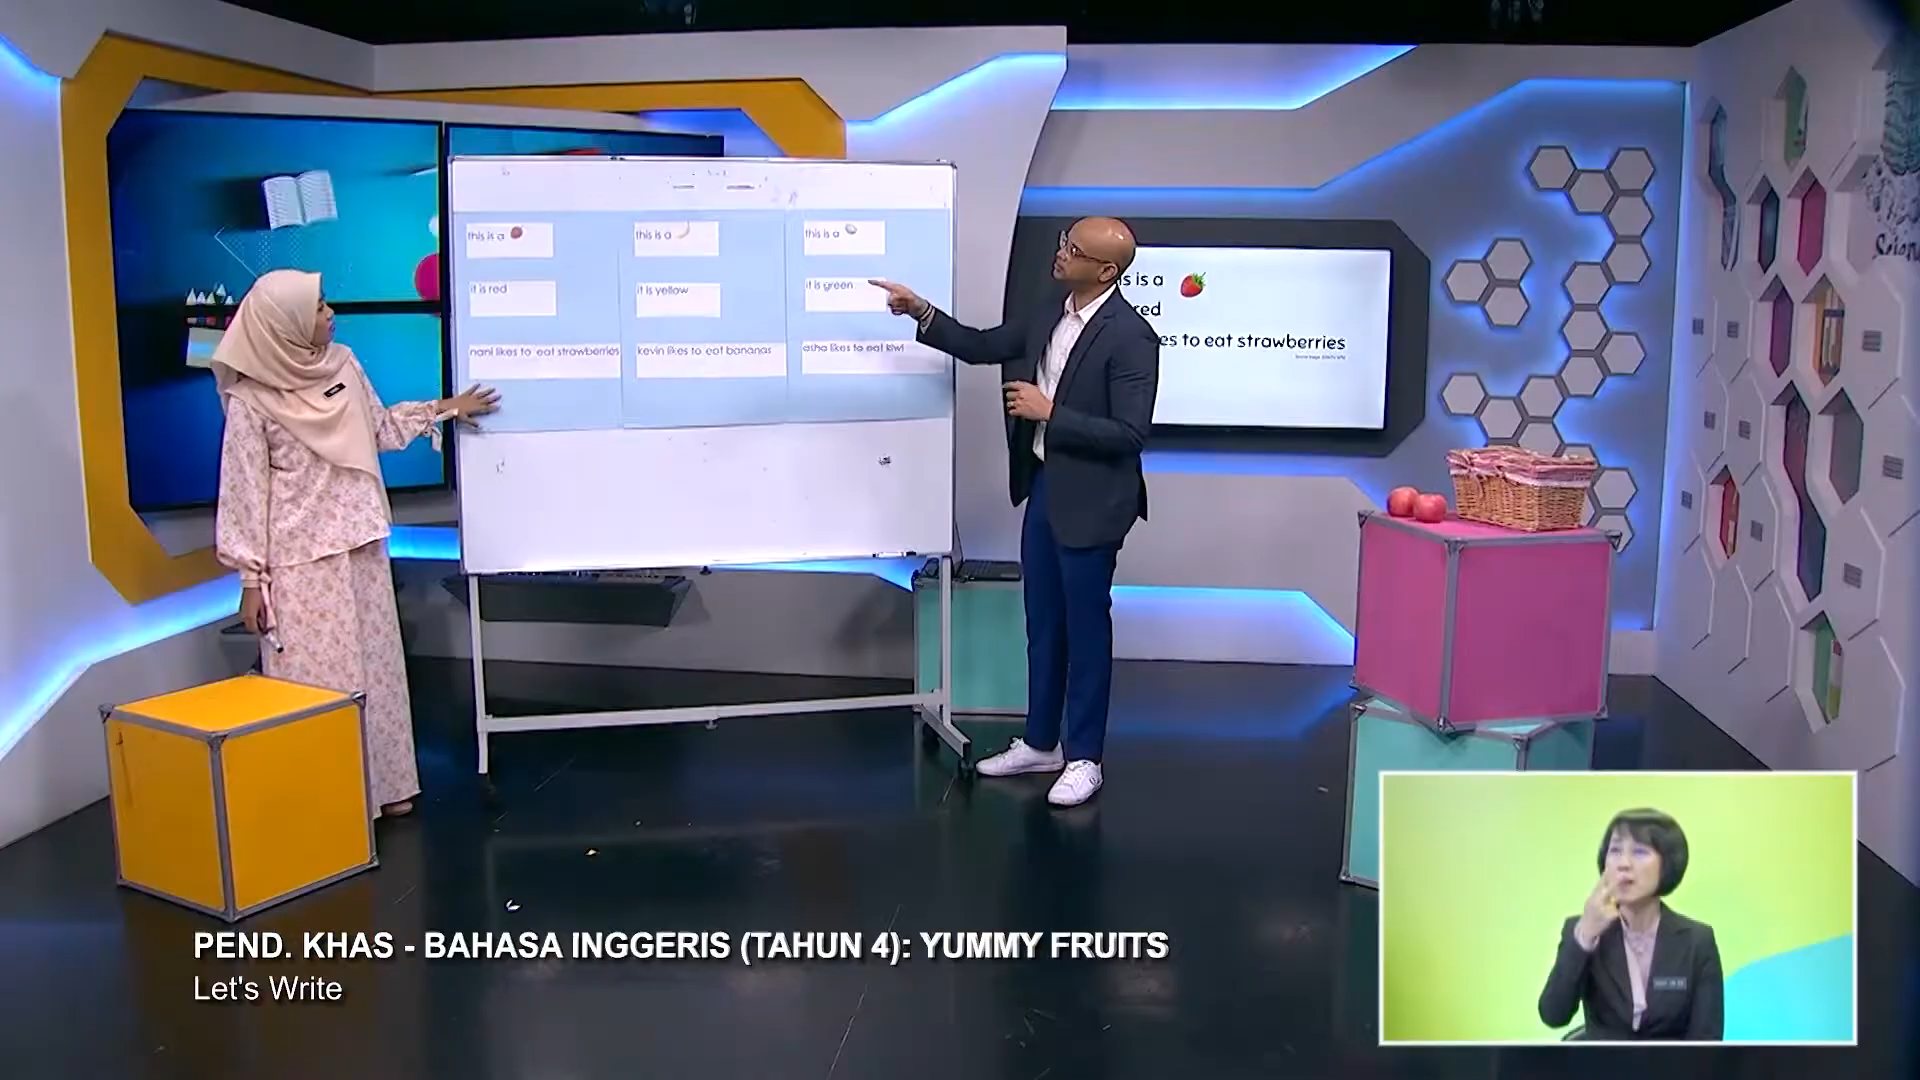 this is a
it is red
nani likes to eat strawberries
this is a
it is yellow
kevin likes to eat bananas
this is a
it is green
asha likes to eat kiwi
is a
red
es to eat strawberries
PEND. KHAS - BAHASA INGGERIS (TAHUN 4): YUMMY FRUITS
Let's Write